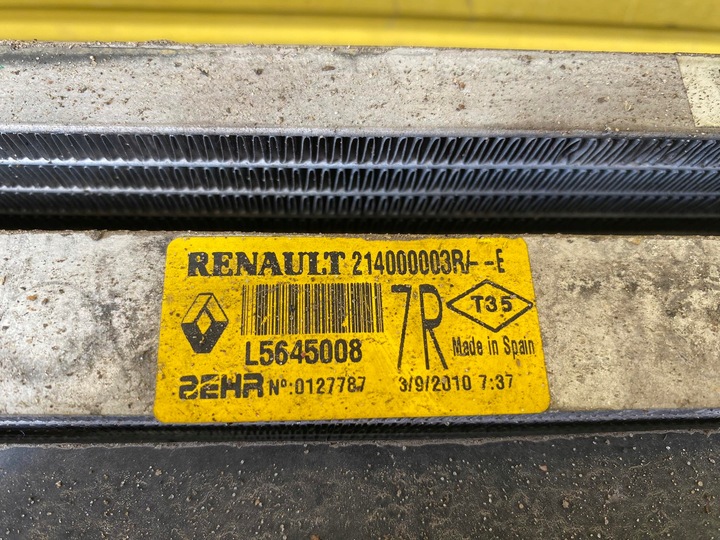 RENAULT 214000003R/--E
7R
T35
L5645008
Made in Spain
BEHR Nº:0127787 3/9/2010 7:37